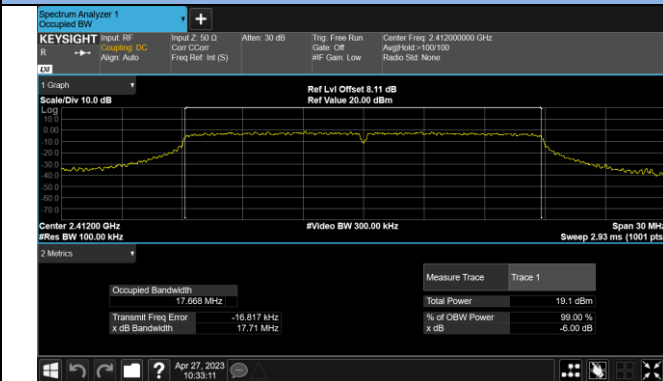 Spectrum Analyzer 1
Occupied BW
+
KEYSIGHT Input: RF Input Z: 50 Ω Atten: 30 dB Trig: Free Run Center Freq: 2.412000000 GHz
R Coupling: DC Corr CCorr Gate: Off Avg|Hold:>100/100
Align: Auto Freq Ref: Int (S) #IF Gain: Low Radio Std: None
LXI
1 Graph Ref Lvl Offset 8.11 dB
Scale/Div 10.0 dB Ref Value 20.00 dBm
Log
10.0
0.00
-10.0
-20.0
-30.0
-40.0
-50.0
-60.0
-70.0
Center 2.41200 GHz #Video BW 300.00 kHz Span 30 MHz
#Res BW 100.00 kHz Sweep 2.93 ms (1001 pts
2 Metrics
Measure Trace Trace 1
Occupied Bandwidth
17.668 MHz Total Power 19.1 dBm
Transmit Freq Error -16.817 kHz % of OBW Power 99.00 %
x dB Bandwidth 17.71 MHz x dB -6.00 dB
? Apr 27, 2023
10:33:11